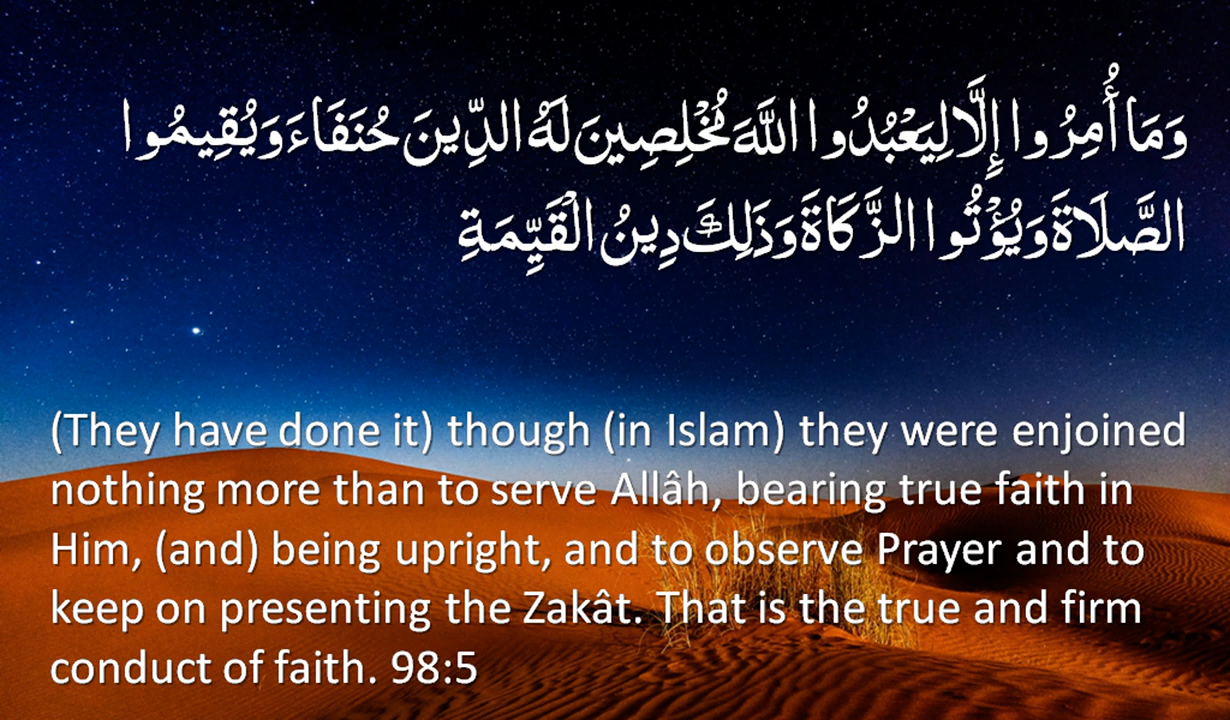 وَمَا أُمِرُوا إِلَّا لِيَعْبُدُوا اللَّهَ مُخْلِصِينَ لَهُ الدِّينَ حُنَفَاءَ وَيُقِيمُوا
الصَّلَاةَ وَيُؤْتُوا الزَّكَاةَ وَذَلِكَ دِينُ الْقَيِّمَةِ
(They have done it) though (in Islam) they were enjoined
nothing more than to serve Allâh, bearing true faith in
Him, (and) being upright, and to observe Prayer and to
keep on presenting the Zakât. That is the true and firm
conduct of faith. 98:5